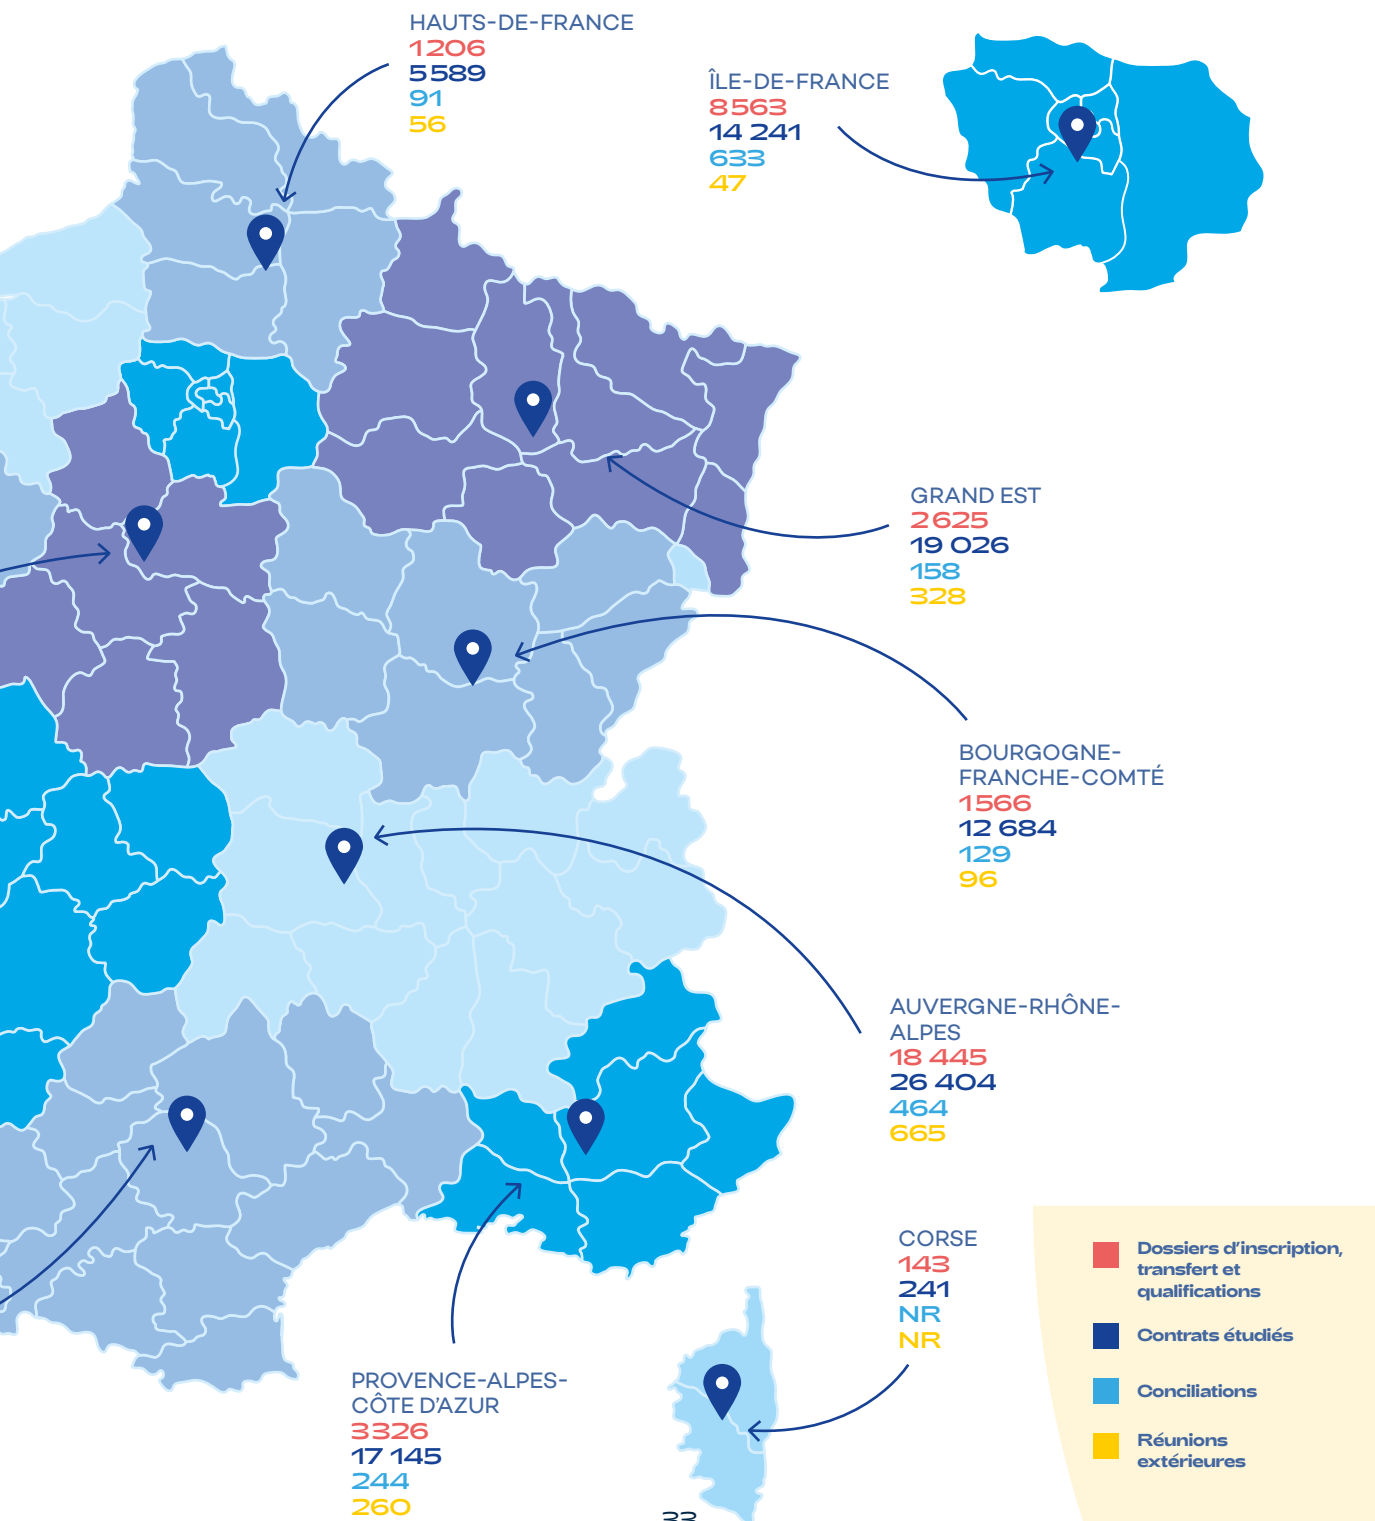 HAUTS-DE-FRANCE
1206
5589
91
56
ÎLE-DE-FRANCE
8563
14 241
633
47
GRAND EST
2625
19 026
158
328
BOURGOGNE-
FRANCHE-COMTÉ
1566
12 684
129
96
AUVERGNE-RHÔNE-
ALPES
18 445
26 404
464
665
CORSE
143
241
NR
NR
PROVENCE-ALPES-
CÔTE D'AZUR
3326
17 145
244
260
Dossiers d'inscription,
transfert et
qualifications
Contrats étudiés
Conciliations
Réunions
extérieures
33